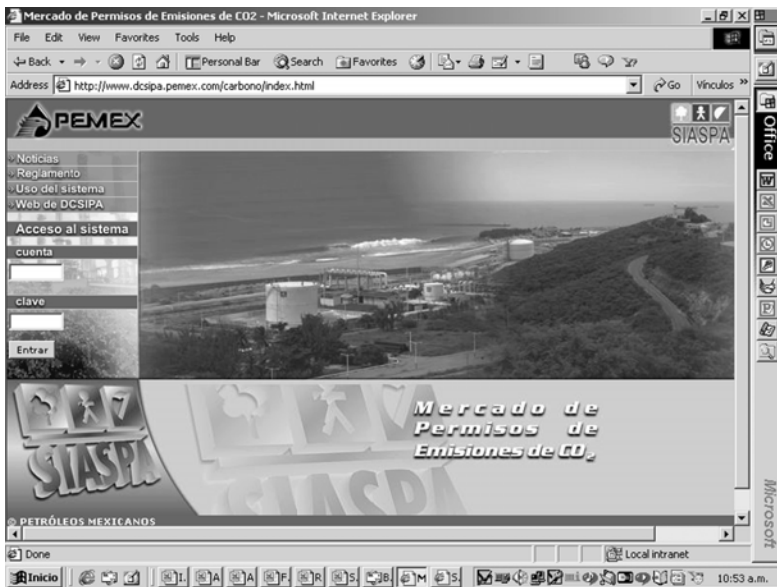 Mercado de Permisos de Emisiones de CO2 - Microsoft Internet Explorer
File Edit View Favorites Tools Help
Back Personal Bar Search Favorites
Address http://www.dcsipa.pemex.com/carbono/index.html Go Vínculos »
PEMEX
SIASPA
Noticias
Reglamento
Uso del sistema
Web de DCSIPA
Acceso al sistema
cuenta
clave
Entrar
SIASPA
SIASPA
Mercado de
Permisos de
Emisiones de CO2
© PETRÓLEOS MEXICANOS
Done Local intranet
Inicio 10:53 a.m.
Office
Microsoft